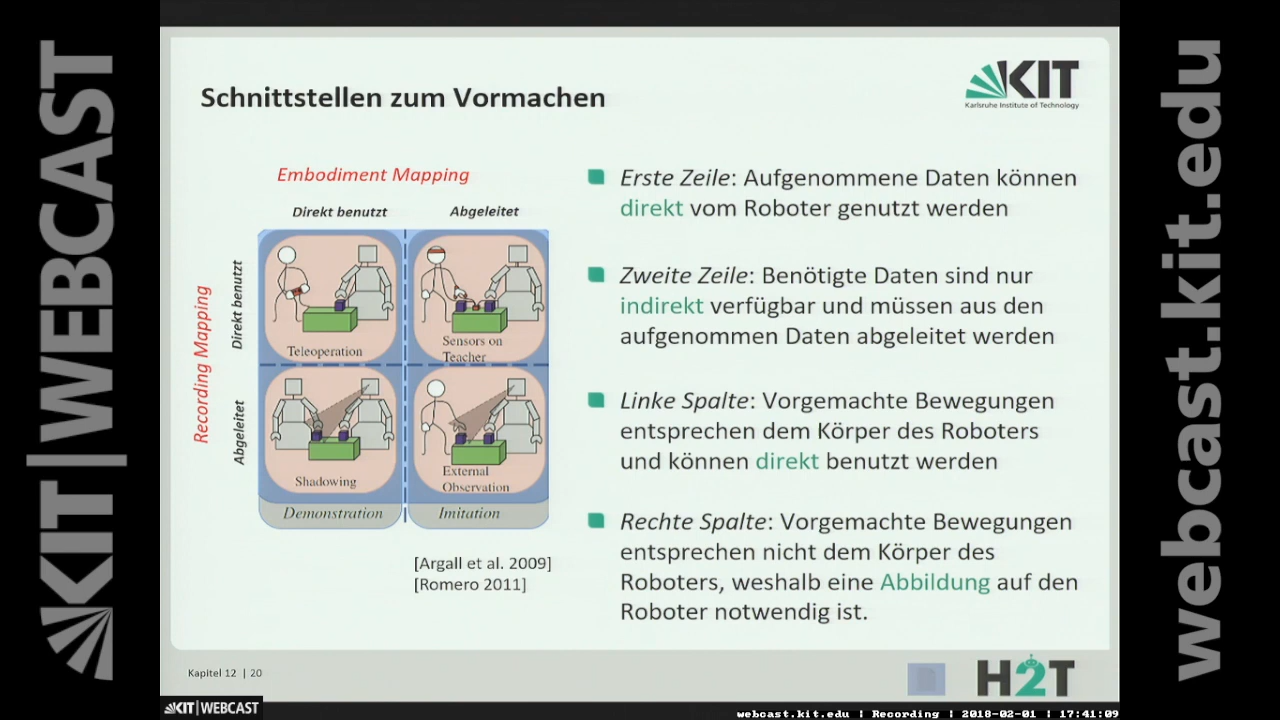 KIT|WEBCAST
Schnittstellen zum Vormachen
KIT
Karlsruhe Institute of Technology
Embodiment Mapping
Direkt benutzt
Abgeleitet
Recording Mapping
Direkt benutzt
Abgeleitet
Teleoperation
Sensors on
Teacher
Shadowing
External
Observation
Demonstration
Imitation
[Argall et al. 2009]
[Romero 2011]
Erste Zeile: Aufgenommene Daten können
direkt vom Roboter genutzt werden
Zweite Zeile: Benötigte Daten sind nur
indirekt verfügbar und müssen aus den
aufgenommen Daten abgeleitet werden
Linke Spalte: Vorgemachte Bewegungen
entsprechen dem Körper des Roboters
und können direkt benutzt werden
Rechte Spalte: Vorgemachte Bewegungen
entsprechen nicht dem Körper des
Roboters, weshalb eine Abbildung auf den
Roboter notwendig ist.
Kapitel 12 | 20
H2T
KIT|WEBCAST
webcast.kit.edu | Recording | 2018-02-01 | 17:41:09
webcast.kit.edu